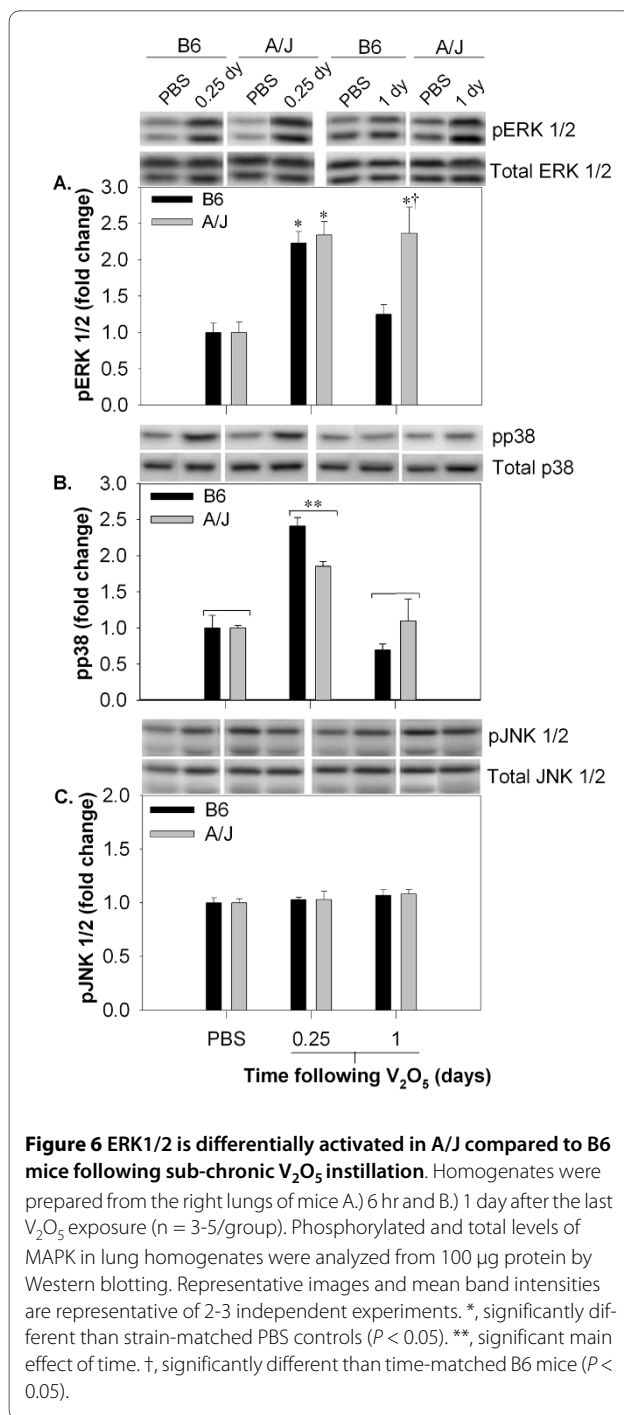 B6 A/J B6 A/J
PBS 0.25 dy PBS 0.25 dy PBS 1 dy PBS 1 dy
pERK 1/2
Total ERK 1/2
A.
3.0
2.5
2.0
1.5
1.0
0.5
0.0
pERK 1/2 (fold change)
B6
A/J
* * *†
pp38
Total p38
B.
2.5
2.0
1.5
1.0
0.5
0.0
pp38 (fold change)
B6
A/J
**
pJNK 1/2
Total JNK 1/2
C.
2.0
1.5
1.0
0.5
0.0
pJNK 1/2 (fold change)
B6
A/J
PBS 0.25 1
Time following V₂O₅ (days)
Figure 6 ERK1/2 is differentially activated in A/J compared to B6
mice following sub-chronic V₂O₅ instillation. Homogenates were
prepared from the right lungs of mice A.) 6 hr and B.) 1 day after the last
V₂O₅ exposure (n = 3-5/group). Phosphorylated and total levels of
MAPK in lung homogenates were analyzed from 100 μg protein by
Western blotting. Representative images and mean band intensities
are representative of 2-3 independent experiments. *, significantly dif-
ferent than strain-matched PBS controls (P < 0.05). **, significant main
effect of time. †, significantly different than time-matched B6 mice (P <
0.05).